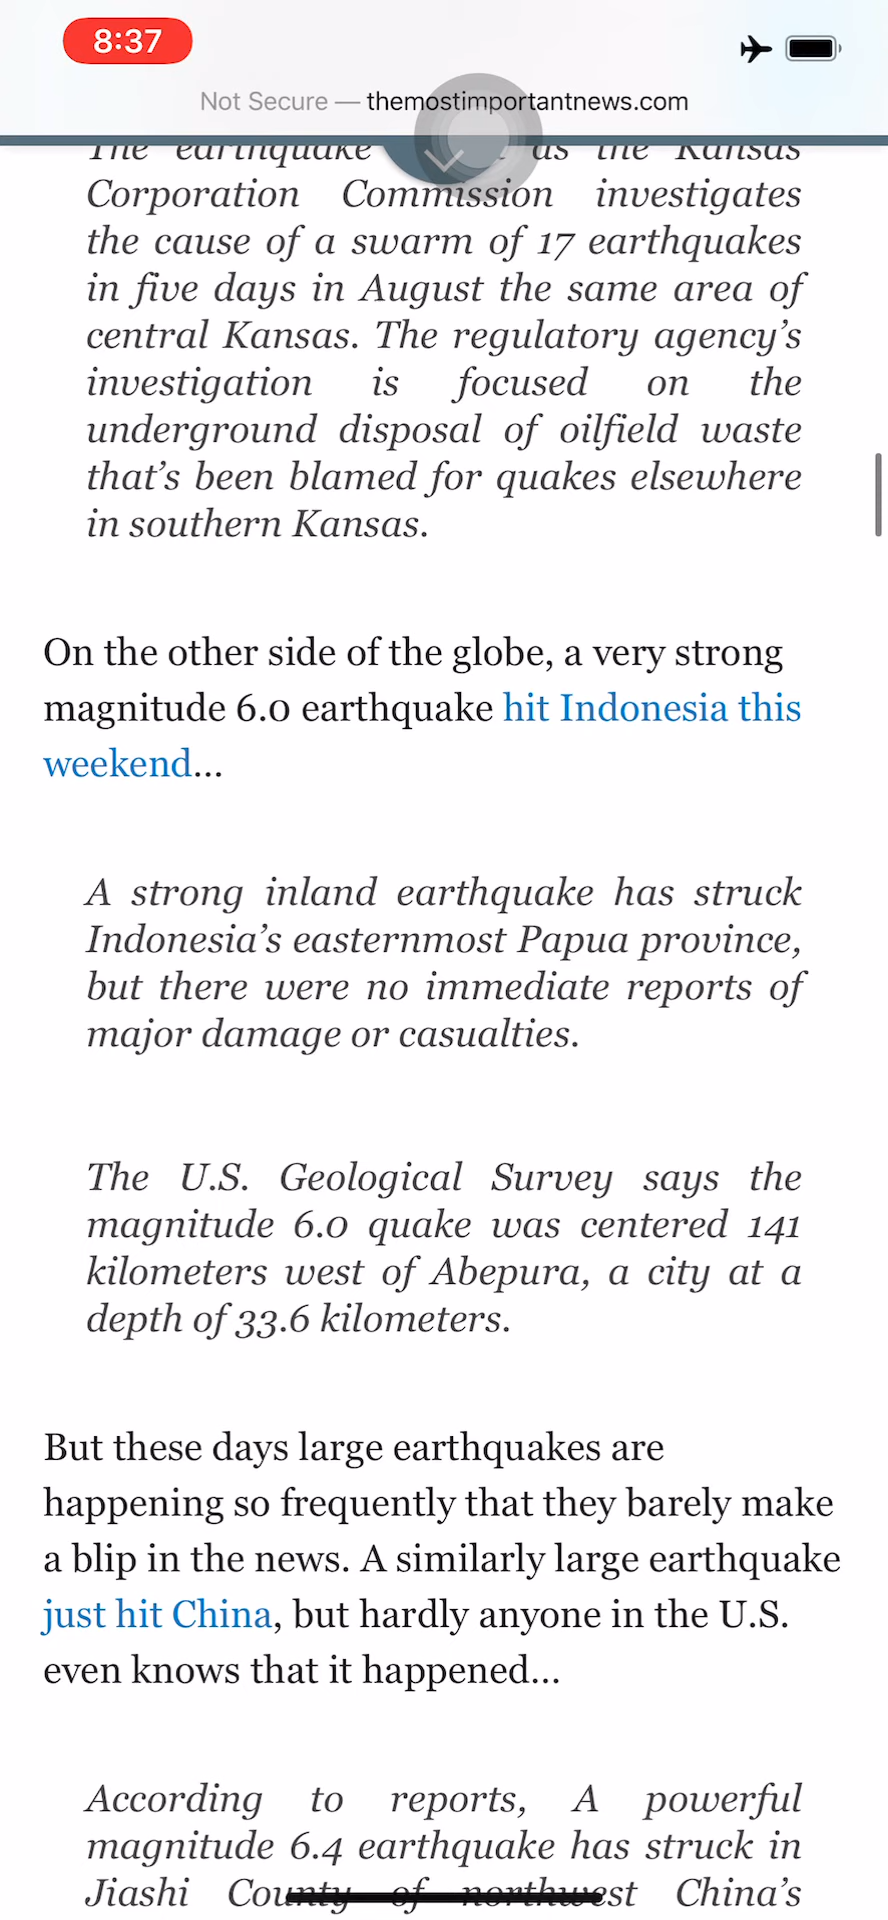 8:37
Not Secure — themostimportantnews.com
The earthquake as the Kansas
Corporation Commission investigates
the cause of a swarm of 17 earthquakes
in five days in August the same area of
central Kansas. The regulatory agency’s
investigation is focused on the
underground disposal of oilfield waste
that’s been blamed for quakes elsewhere
in southern Kansas.
On the other side of the globe, a very strong
magnitude 6.0 earthquake hit Indonesia this
weekend...
A strong inland earthquake has struck
Indonesia’s easternmost Papua province,
but there were no immediate reports of
major damage or casualties.
The U.S. Geological Survey says the
magnitude 6.0 quake was centered 141
kilometers west of Abepura, a city at a
depth of 33.6 kilometers.
But these days large earthquakes are
happening so frequently that they barely make
a blip in the news. A similarly large earthquake
just hit China, but hardly anyone in the U.S.
even knows that it happened...
According to reports, A powerful
magnitude 6.4 earthquake has struck in
Jiashi County of northwest China’s